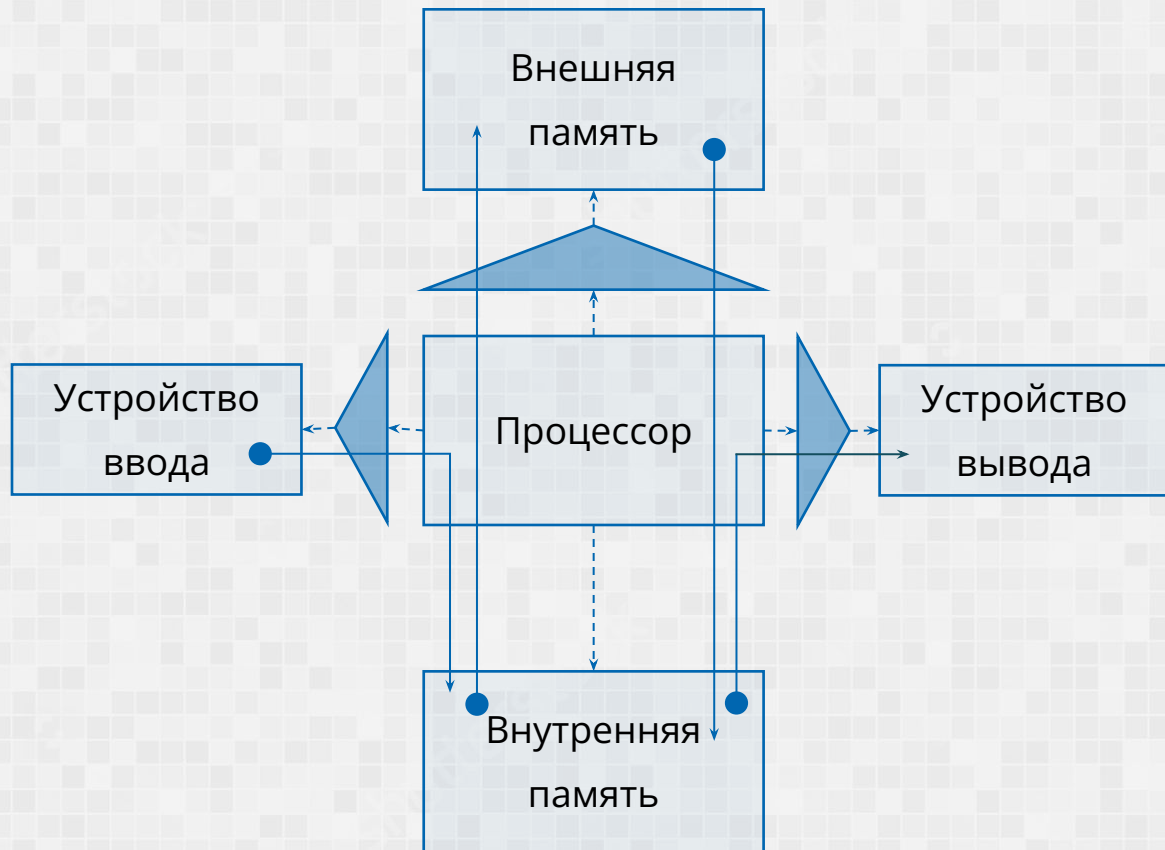 Внешняя
память
Устройство
ввода
Процессор
Устройство
вывода
Внутренняя
память